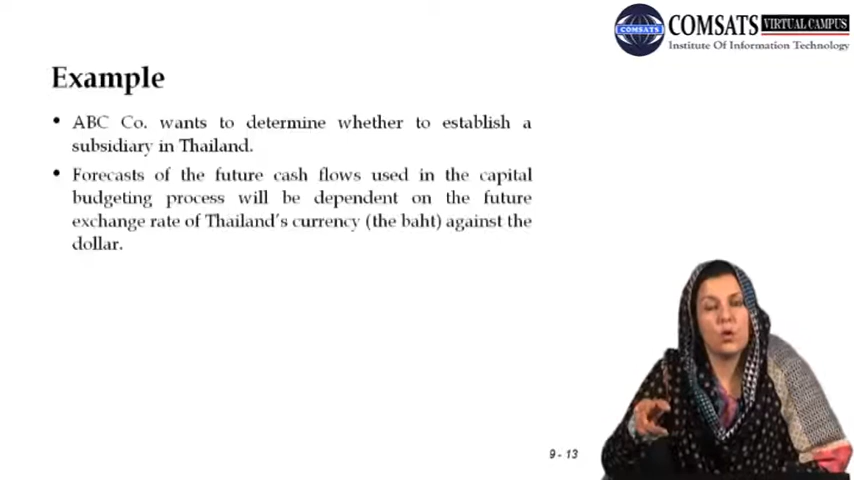 COMSATS VIRTUAL CAMPUS
COMSATS
Institute Of Information Technology
Example
• ABC Co. wants to determine whether to establish a
subsidiary in Thailand.
• Forecasts of the future cash flows used in the capital
budgeting process will be dependent on the future
exchange rate of Thailand's currency (the baht) against the
dollar.
9 - 13